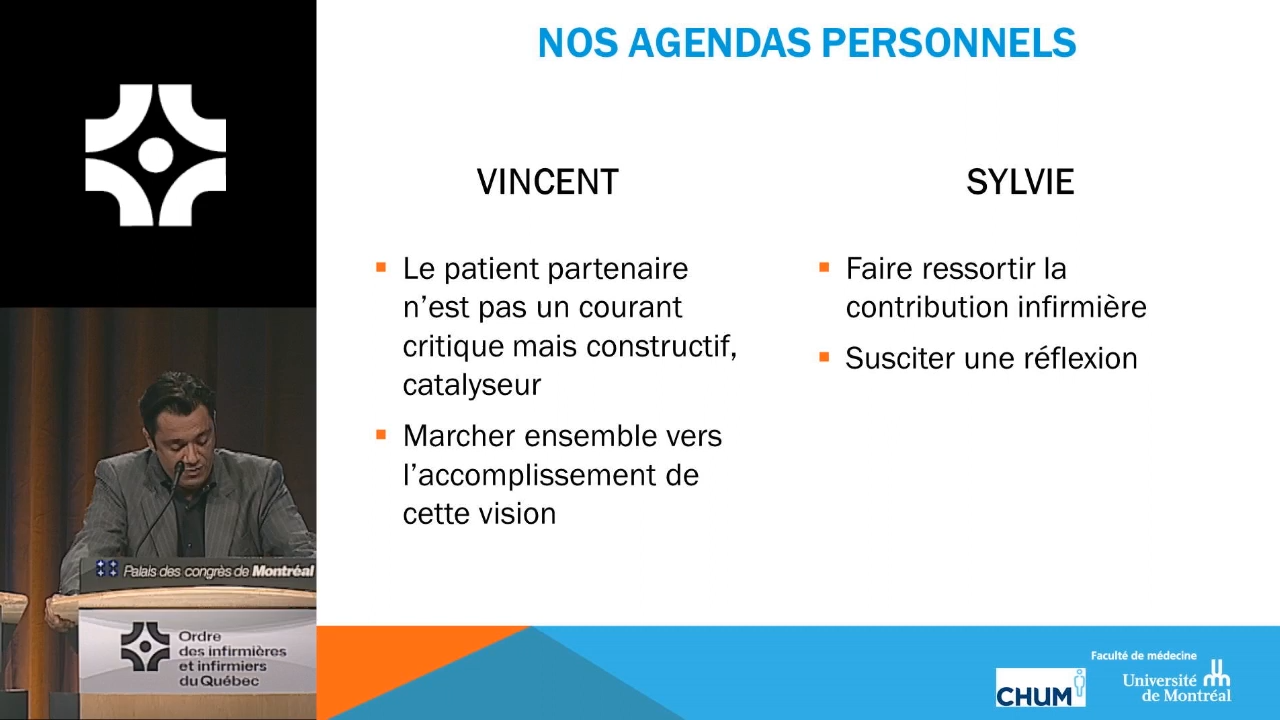 NOS AGENDAS PERSONNELS
VINCENT
Le patient partenaire
n’est pas un courant
critique mais constructif,
catalyseur
Marcher ensemble vers
l’accomplissement de
cette vision
SYLVIE
Faire ressortir la
contribution infirmière
Susciter une réflexion
Palais des congrès de Montréal
Ordre
des infirmières
et infirmiers
du Québec
CHUM
Faculté de médecine
Université
de Montréal